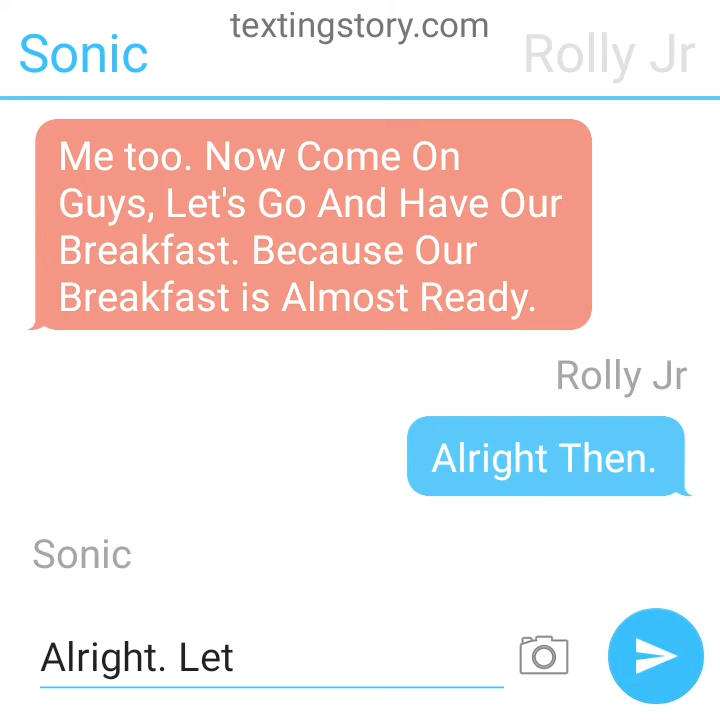 textingstory.com
Sonic
Rolly Jr
Me too. Now Come On
Guys, Let's Go And Have Our
Breakfast. Because Our
Breakfast is Almost Ready.
Rolly Jr
Alright Then.
Sonic
Alright. Let